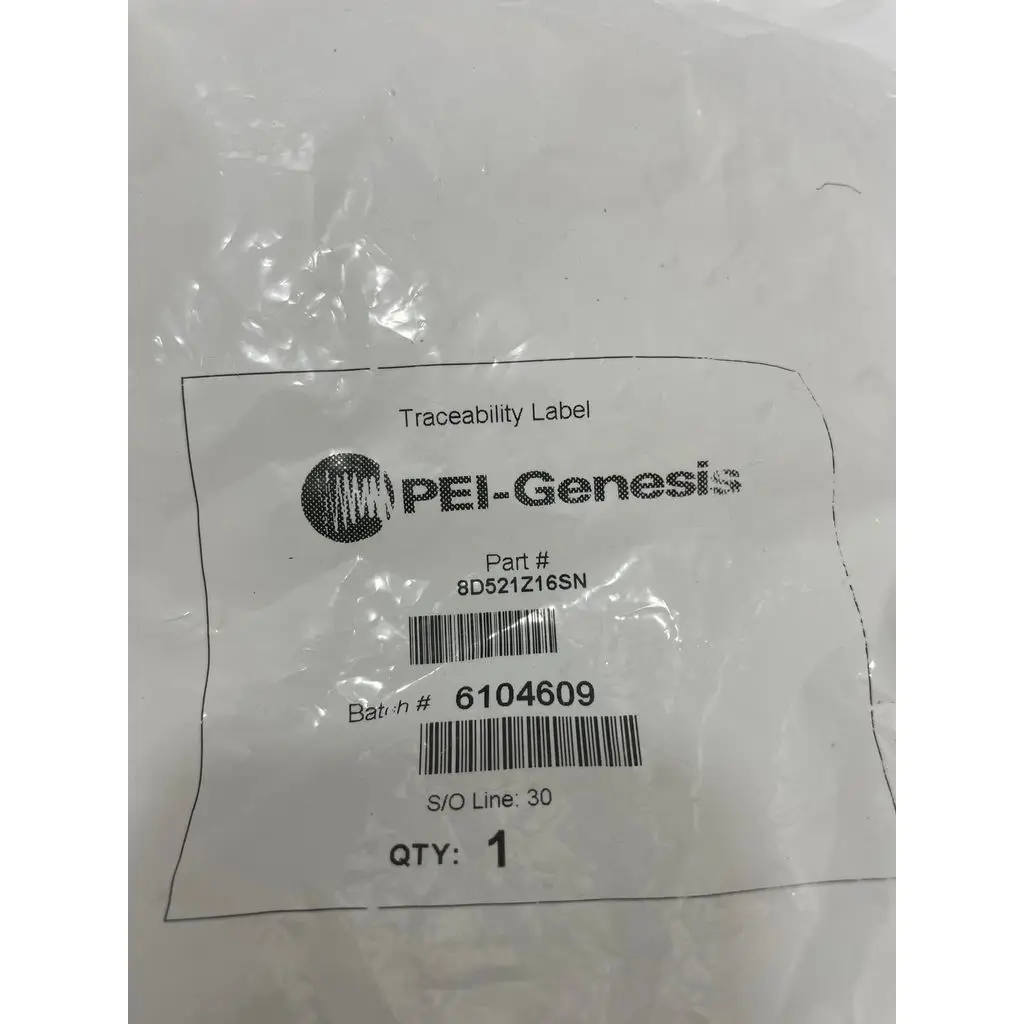 Traceability Label
PEI-Genesis
Part #
8D521Z16SN
Batch # 6104609
S/O Line: 30
QTY: 1